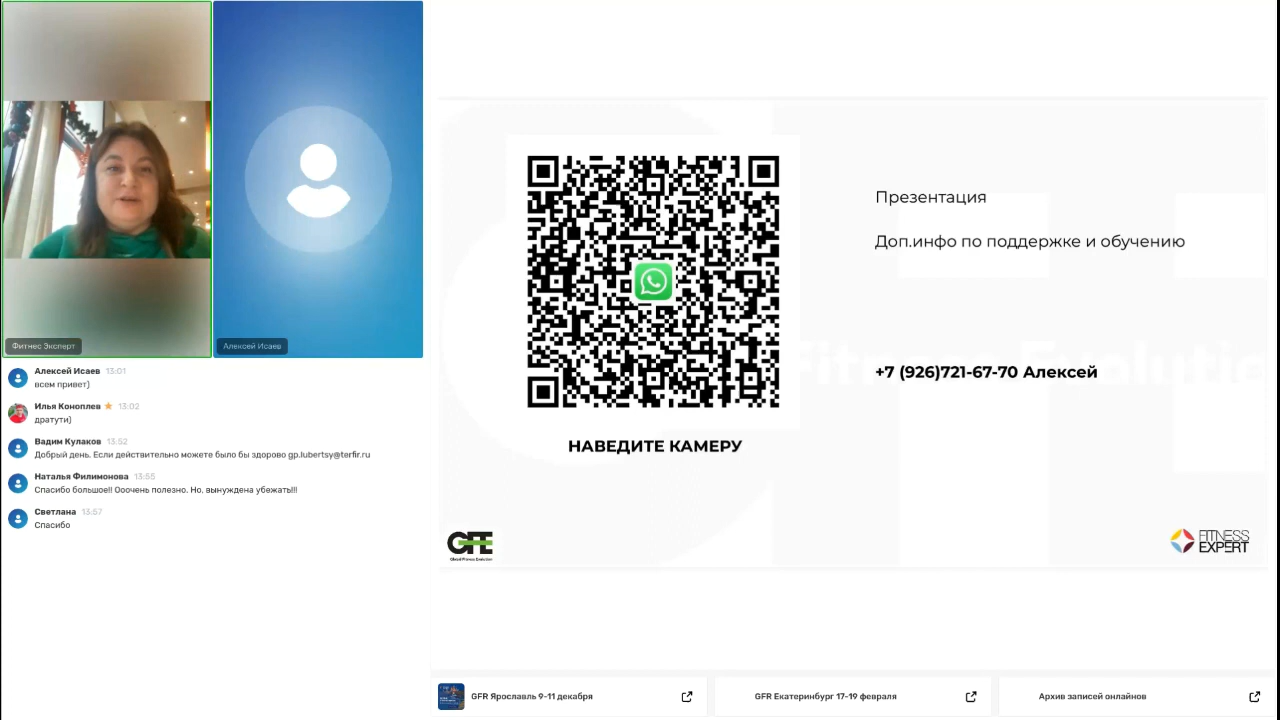 Фитнес Эксперт
Алексей Исаев
Алексей Исаев 13:01
всем привет)
Илья Коноплев 13:02
дратути)
Вадим Кулаков 13:52
Добрый день. Если действительно можете было бы здорово gp.lubertsy@terfir.ru
Наталья Филимонова 13:55
Спасибо большое!! Ооочень полезно. Но, вынуждена убежать!!!
Светлана 13:57
Спасибо
Презентация
Доп.инфо по поддержке и обучению
+7 (926)721-67-70 Алексей
НАВЕДИТЕ КАМЕРУ
GFE
FITNESS
EXPERT
GFR Ярославль 9-11 декабря
GFR Екатеринбург 17-19 февраля
Архив записей онлайнов